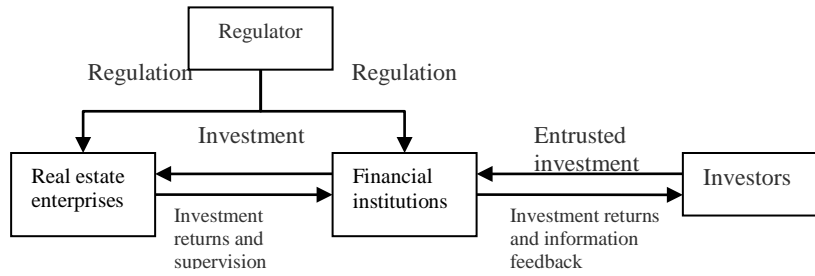 Regulator
Regulation
Regulation
Investment
Entrusted
investment
Real estate
enterprises
Financial
institutions
Investors
Investment
returns and
supervision
Investment returns
and information
feedback